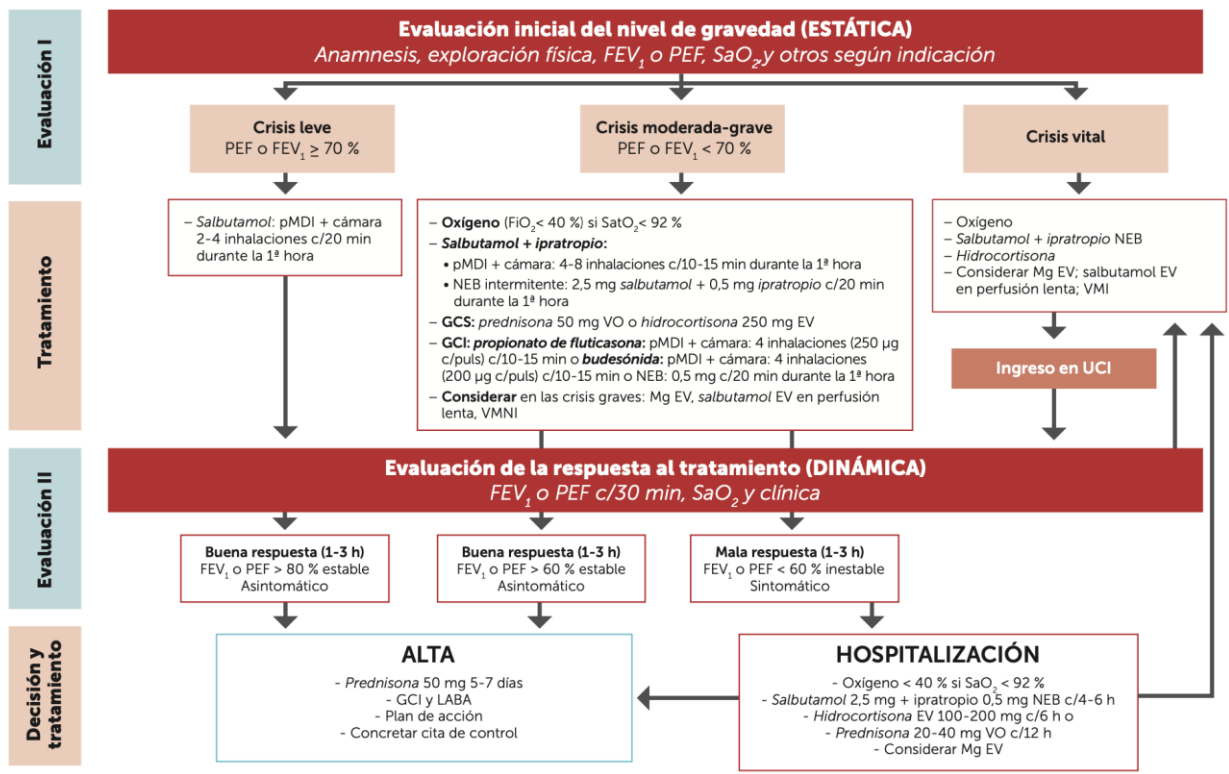 Evaluación I
Evaluación inicial del nivel de gravedad (ESTÁTICA)
Anamnesis, exploración física, FEV1 o PEF, SaO2,y otros según indicación
Crisis leve
PEF o FEV1 ≥ 70 %
Crisis moderada-grave
PEF o FEV1 < 70 %
Crisis vital
Tratamiento
– Salbutamol: pMDI + cámara
2-4 inhalaciones c/20 min
durante la 1ª hora
– Oxígeno (FiO2< 40 %) si SatO2< 92 %
– Salbutamol + ipratropio:
• pMDI + cámara: 4-8 inhalaciones c/10-15 min durante la 1ª hora
• NEB intermitente: 2,5 mg salbutamol + 0,5 mg ipratropio c/20 min
durante la 1ª hora
– GCS: prednisona 50 mg VO o hidrocortisona 250 mg EV
– GCI: propionato de fluticasona: pMDI + cámara: 4 inhalaciones (250 µg
c/puls) c/10-15 min o budesónida: pMDI + cámara: 4 inhalaciones
(200 µg c/puls) c/10-15 min o NEB: 0,5 mg c/20 min durante la 1ª hora
– Considerar en las crisis graves: Mg EV, salbutamol EV en perfusión
lenta, VMNI
– Oxígeno
– Salbutamol + ipratropio NEB
– Hidrocortisona
– Considerar Mg EV; salbutamol EV
en perfusión lenta; VMI
Ingreso en UCI
Evaluación II
Evaluación de la respuesta al tratamiento (DINÁMICA)
FEV1 o PEF c/30 min, SaO2 y clínica
Buena respuesta (1-3 h)
FEV1 o PEF > 80 % estable
Asintomático
Buena respuesta (1-3 h)
FEV1 o PEF > 60 % estable
Asintomático
Mala respuesta (1-3 h)
FEV1 o PEF < 60 % inestable
Sintomático
Decisión y
tratamiento
ALTA
- Prednisona 50 mg 5-7 días
- GCI y LABA
- Plan de acción
- Concretar cita de control
HOSPITALIZACIÓN
- Oxígeno < 40 % si SaO2 < 92 %
- Salbutamol 2,5 mg + ipratropio 0,5 mg NEB c/4-6 h
- Hidrocortisona EV 100-200 mg c/6 h o
- Prednisona 20-40 mg VO c/12 h
- Considerar Mg EV